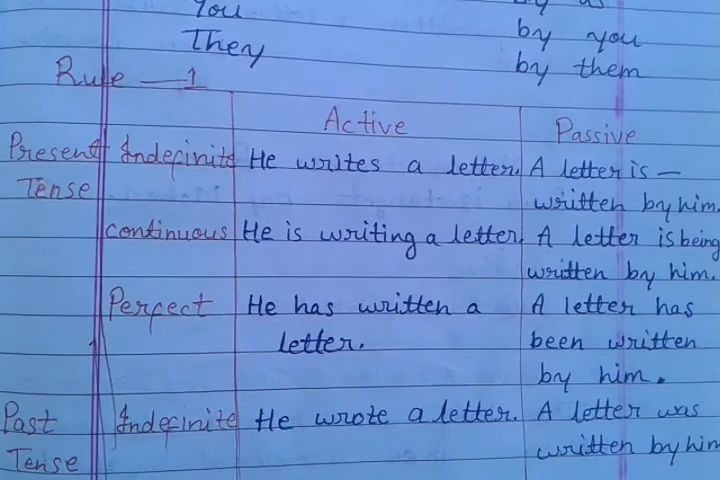 You
by you
They
by them
Rule — 1
Active Passive
Present Indefinite He writes a letter. A letter is —
Tense written by him.
continuous He is writing a letter. A letter is being
written by him.
Perfect He has written a A letter has
letter. been written
by him.
Past Indefinite He wrote a letter. A letter was
Tense written by him